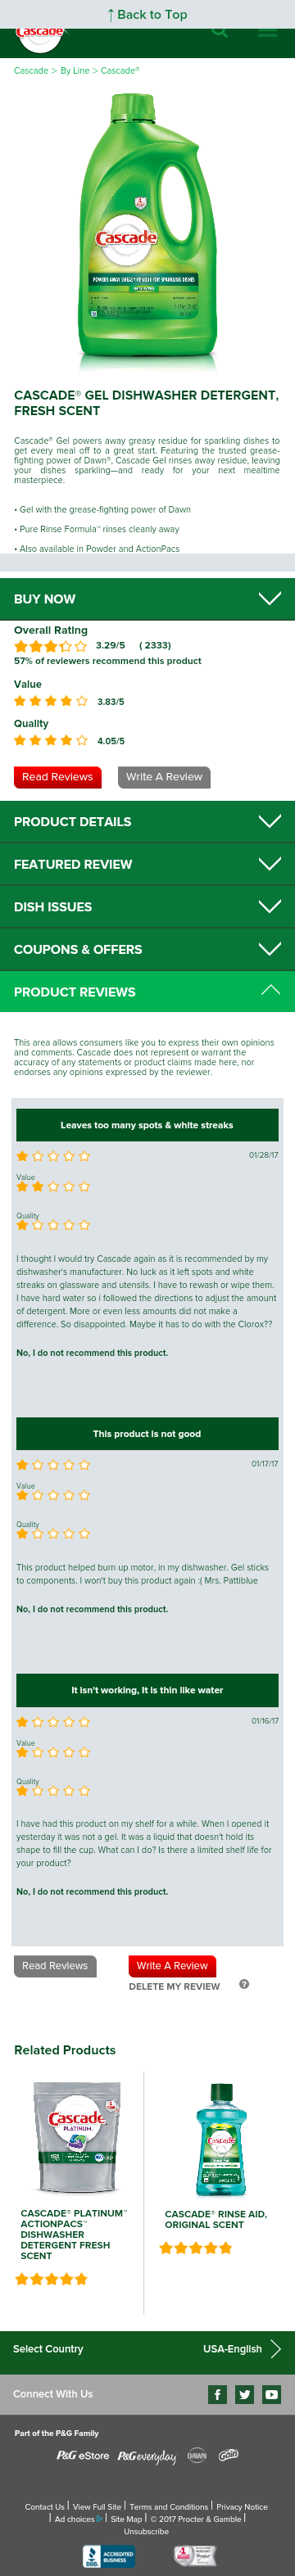 ↑ Back to Top
Cascade
Cascade > By Line > Cascade®
Cascade
POWERS AWAY GREASY RESIDUE FOR SPARKLING DISHES
CASCADE® GEL DISHWASHER DETERGENT,
FRESH SCENT
Cascade® Gel powers away greasy residue for sparkling dishes to
get every meal off to a great start. Featuring the trusted grease-
fighting power of Dawn®, Cascade Gel rinses away residue, leaving
your dishes sparkling—and ready for your next mealtime
masterpiece.
• Gel with the grease-fighting power of Dawn
• Pure Rinse Formula™ rinses cleanly away
• Also available in Powder and ActionPacs
BUY NOW
Overall Rating
3.29/5 ( 2333)
57% of reviewers recommend this product
Value
3.83/5
Quality
4.05/5
Read Reviews Write A Review
PRODUCT DETAILS
FEATURED REVIEW
DISH ISSUES
COUPONS & OFFERS
PRODUCT REVIEWS
This area allows consumers like you to express their own opinions
and comments. Cascade does not represent or warrant the
accuracy of any statements or product claims made here, nor
endorses any opinions expressed by the reviewer.
Leaves too many spots & white streaks
01/28/17
Value
Quality
I thought I would try Cascade again as it is recommended by my
dishwasher's manufacturer. No luck as it left spots and white
streaks on glassware and utensils. I have to rewash or wipe them.
I have hard water so i followed the directions to adjust the amount
of detergent. More or even less amounts did not make a
difference. So disappointed. Maybe it has to do with the Clorox??
No, I do not recommend this product.
This product is not good
01/17/17
Value
Quality
This product helped burn up motor, in my dishwasher. Gel sticks
to components. I won't buy this product again :( Mrs. Pattiblue
No, I do not recommend this product.
It isn't working, It is thin like water
01/16/17
Value
Quality
I have had this product on my shelf for a while. When I opened it
yesterday it was not a gel. It was a liquid that doesn't hold its
shape to fill the cup. What can I do? Is there a limited shelf life for
your product?
No, I do not recommend this product.
Read Reviews Write A Review
DELETE MY REVIEW ?
Related Products
Cascade
PLATINUM
Cascade
CASCADE® PLATINUM™
ACTIONPACS™
DISHWASHER
DETERGENT FRESH
SCENT
CASCADE® RINSE AID,
ORIGINAL SCENT
Select Country USA-English
Connect With Us
Part of the P&G Family
P&G eStore P&G everyday DAWN Gain
Contact Us | View Full Site | Terms and Conditions | Privacy Notice
| Ad choices | Site Map | © 2017 Procter & Gamble |
Unsubscribe
BBB ACCREDITED BUSINESS